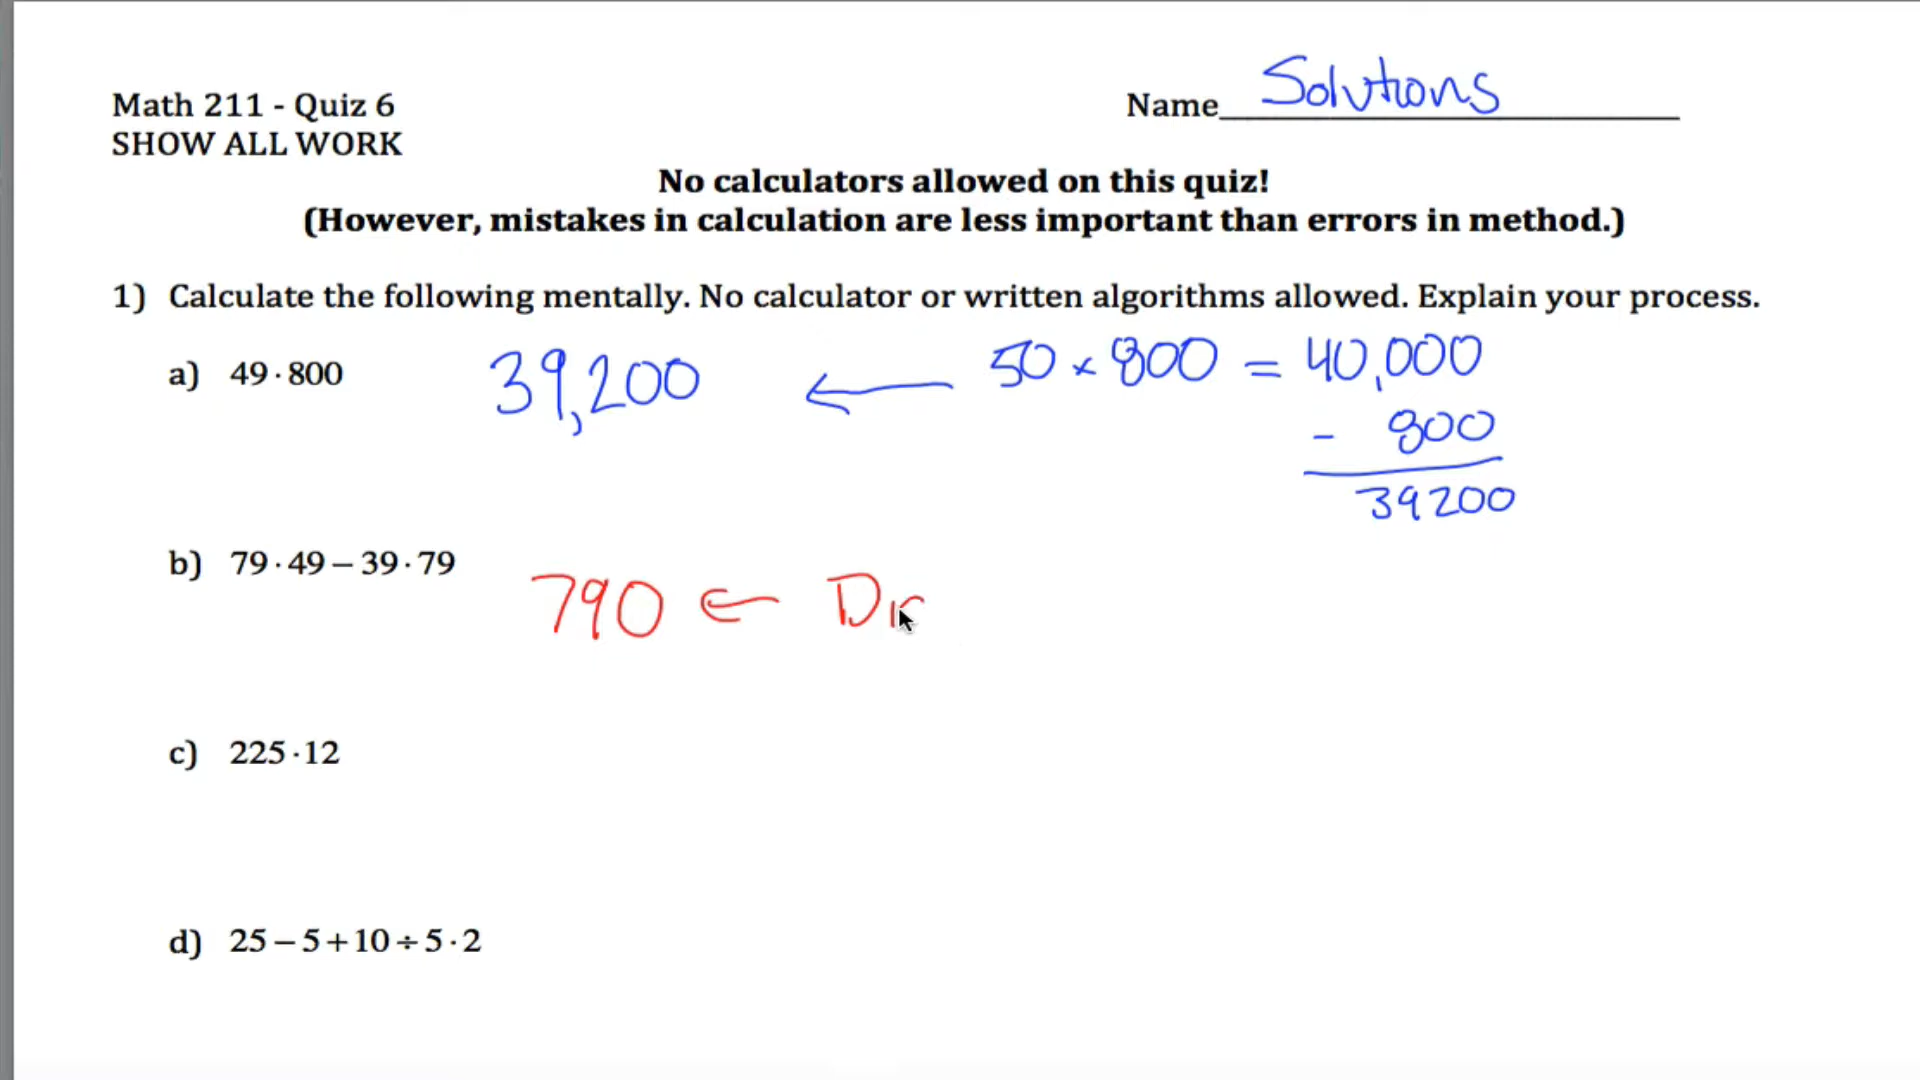 Math 211 - Quiz 6
Name Solutions
SHOW ALL WORK
No calculators allowed on this quiz!
(However, mistakes in calculation are less important than errors in method.)
1) Calculate the following mentally. No calculator or written algorithms allowed. Explain your process.
a) 49·800 39,200 ← 50 × 800 = 40,000
- 800
39200
b) 79·49 – 39·79 790 ←
c) 225·12
d) 25 – 5 + 10 ÷ 5·2